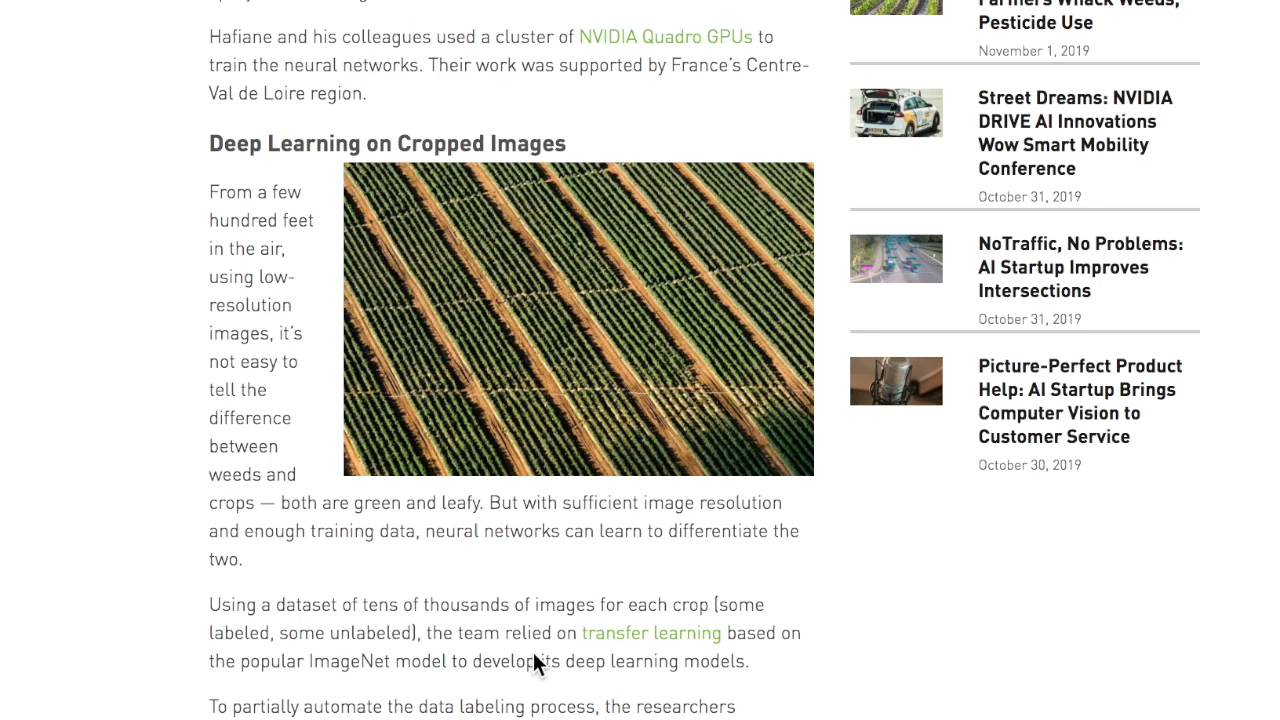 Hafiane and his colleagues used a cluster of NVIDIA Quadro GPUs to
train the neural networks. Their work was supported by France's Centre-
Val de Loire region.
Deep Learning on Cropped Images
From a few
hundred feet
in the air,
using low-
resolution
images, it's
not easy to
tell the
difference
between
weeds and
crops — both are green and leafy. But with sufficient image resolution
and enough training data, neural networks can learn to differentiate the
two.
Using a dataset of tens of thousands of images for each crop (some
labeled, some unlabeled), the team relied on transfer learning based on
the popular ImageNet model to develop its deep learning models.
To partially automate the data labeling process, the researchers
Farmers Whack Weeds,
Pesticide Use
November 1, 2019
Street Dreams: NVIDIA
DRIVE AI Innovations
Wow Smart Mobility
Conference
October 31, 2019
NoTraffic, No Problems:
AI Startup Improves
Intersections
October 31, 2019
Picture-Perfect Product
Help: AI Startup Brings
Computer Vision to
Customer Service
October 30, 2019